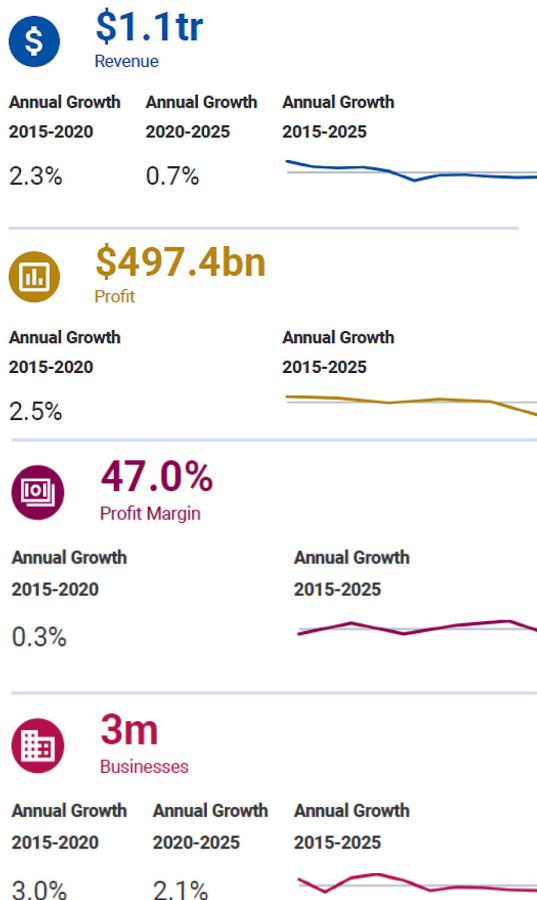 $1.1tr
Revenue
Annual Growth Annual Growth Annual Growth
2015-2020 2020-2025 2015-2025
2.3% 0.7%
$497.4bn
Profit
Annual Growth Annual Growth
2015-2020 2015-2025
2.5%
47.0%
Profit Margin
Annual Growth Annual Growth
2015-2020 2015-2025
0.3%
3m
Businesses
Annual Growth Annual Growth Annual Growth
2015-2020 2020-2025 2015-2025
3.0% 2.1%